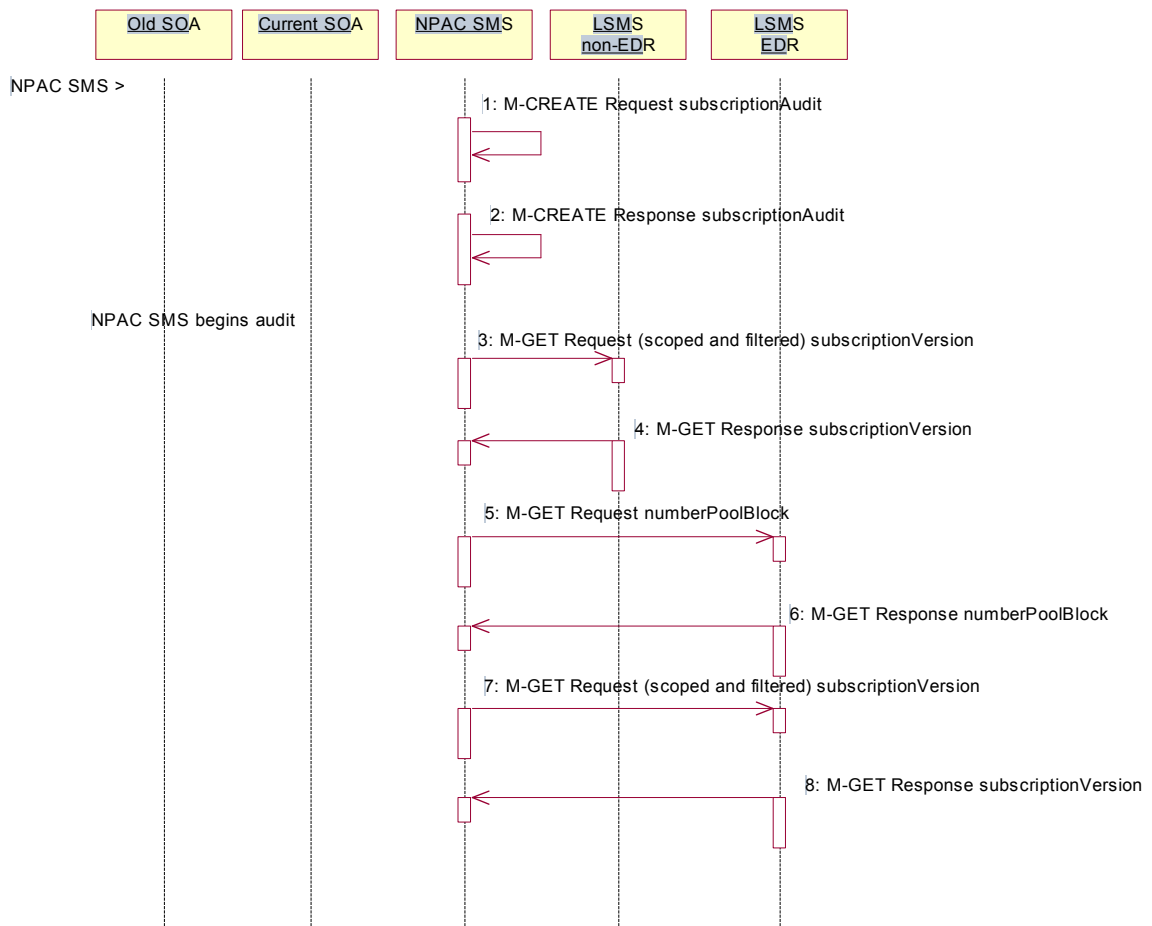 Old SOA
Current SOA
NPAC SMS
LSMS
non-EDR
LSMS
EDR
NPAC SMS >
1: M-CREATE Request subscriptionAudit
2: M-CREATE Response subscriptionAudit
NPAC SMS begins audit
3: M-GET Request (scoped and filtered) subscriptionVersion
4: M-GET Response subscriptionVersion
5: M-GET Request numberPoolBlock
6: M-GET Response numberPoolBlock
7: M-GET Request (scoped and filtered) subscriptionVersion
8: M-GET Response subscriptionVersion